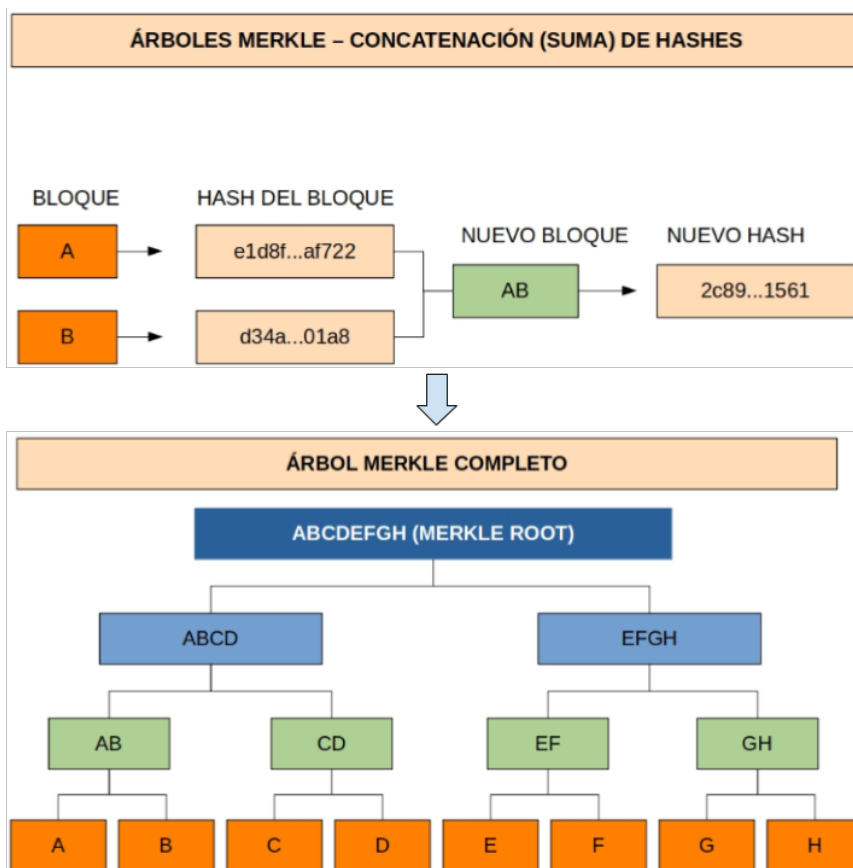 ÁRBOLES MERKLE – CONCATENACIÓN (SUMA) DE HASHES
BLOQUE
HASH DEL BLOQUE
A
e1d8f...af722
NUEVO BLOQUE
NUEVO HASH
AB
2c89...1561
B
d34a...01a8
ÁRBOL MERKLE COMPLETO
ABCDEFGH (MERKLE ROOT)
ABCD
EFGH
AB
CD
EF
GH
A
B
C
D
E
F
G
H